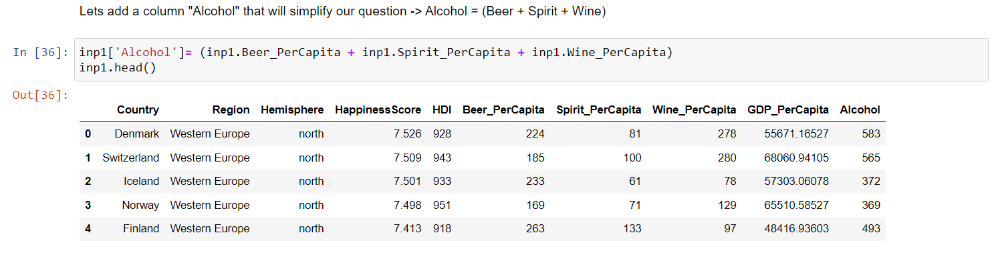 Lets add a column "Alcohol" that will simplify our question -> Alcohol = (Beer + Spirit + Wine)
In [36]: inp1['Alcohol']= (inp1.Beer_PerCapita + inp1.Spirit_PerCapita + inp1.Wine_PerCapita)
inp1.head()
Out[36]:
Country Region Hemisphere HappinessScore HDI Beer_PerCapita Spirit_PerCapita Wine_PerCapita GDP_PerCapita Alcohol
0 Denmark Western Europe north 7.526 928 224 81 278 55671.16527 583
1 Switzerland Western Europe north 7.509 943 185 100 280 68060.94105 565
2 Iceland Western Europe north 7.501 933 233 61 78 57303.06078 372
3 Norway Western Europe north 7.498 951 169 71 129 65510.58527 369
4 Finland Western Europe north 7.413 918 263 133 97 48416.93603 493